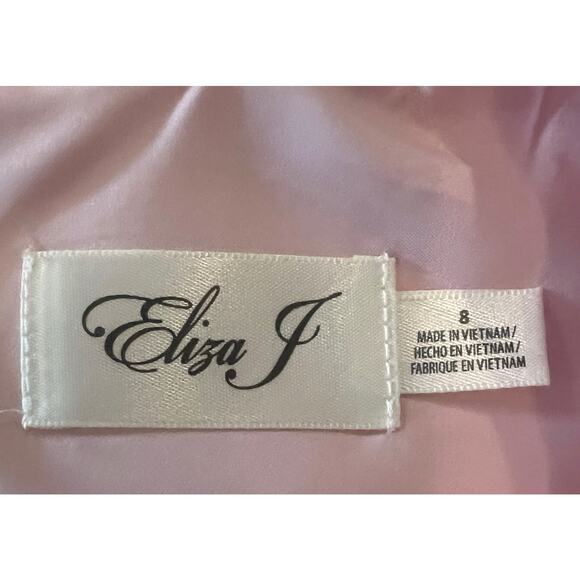 Eliza J
8
MADE IN VIETNAM/
HECHO EN VIETNAM/
FABRIQUE EN VIETNAM